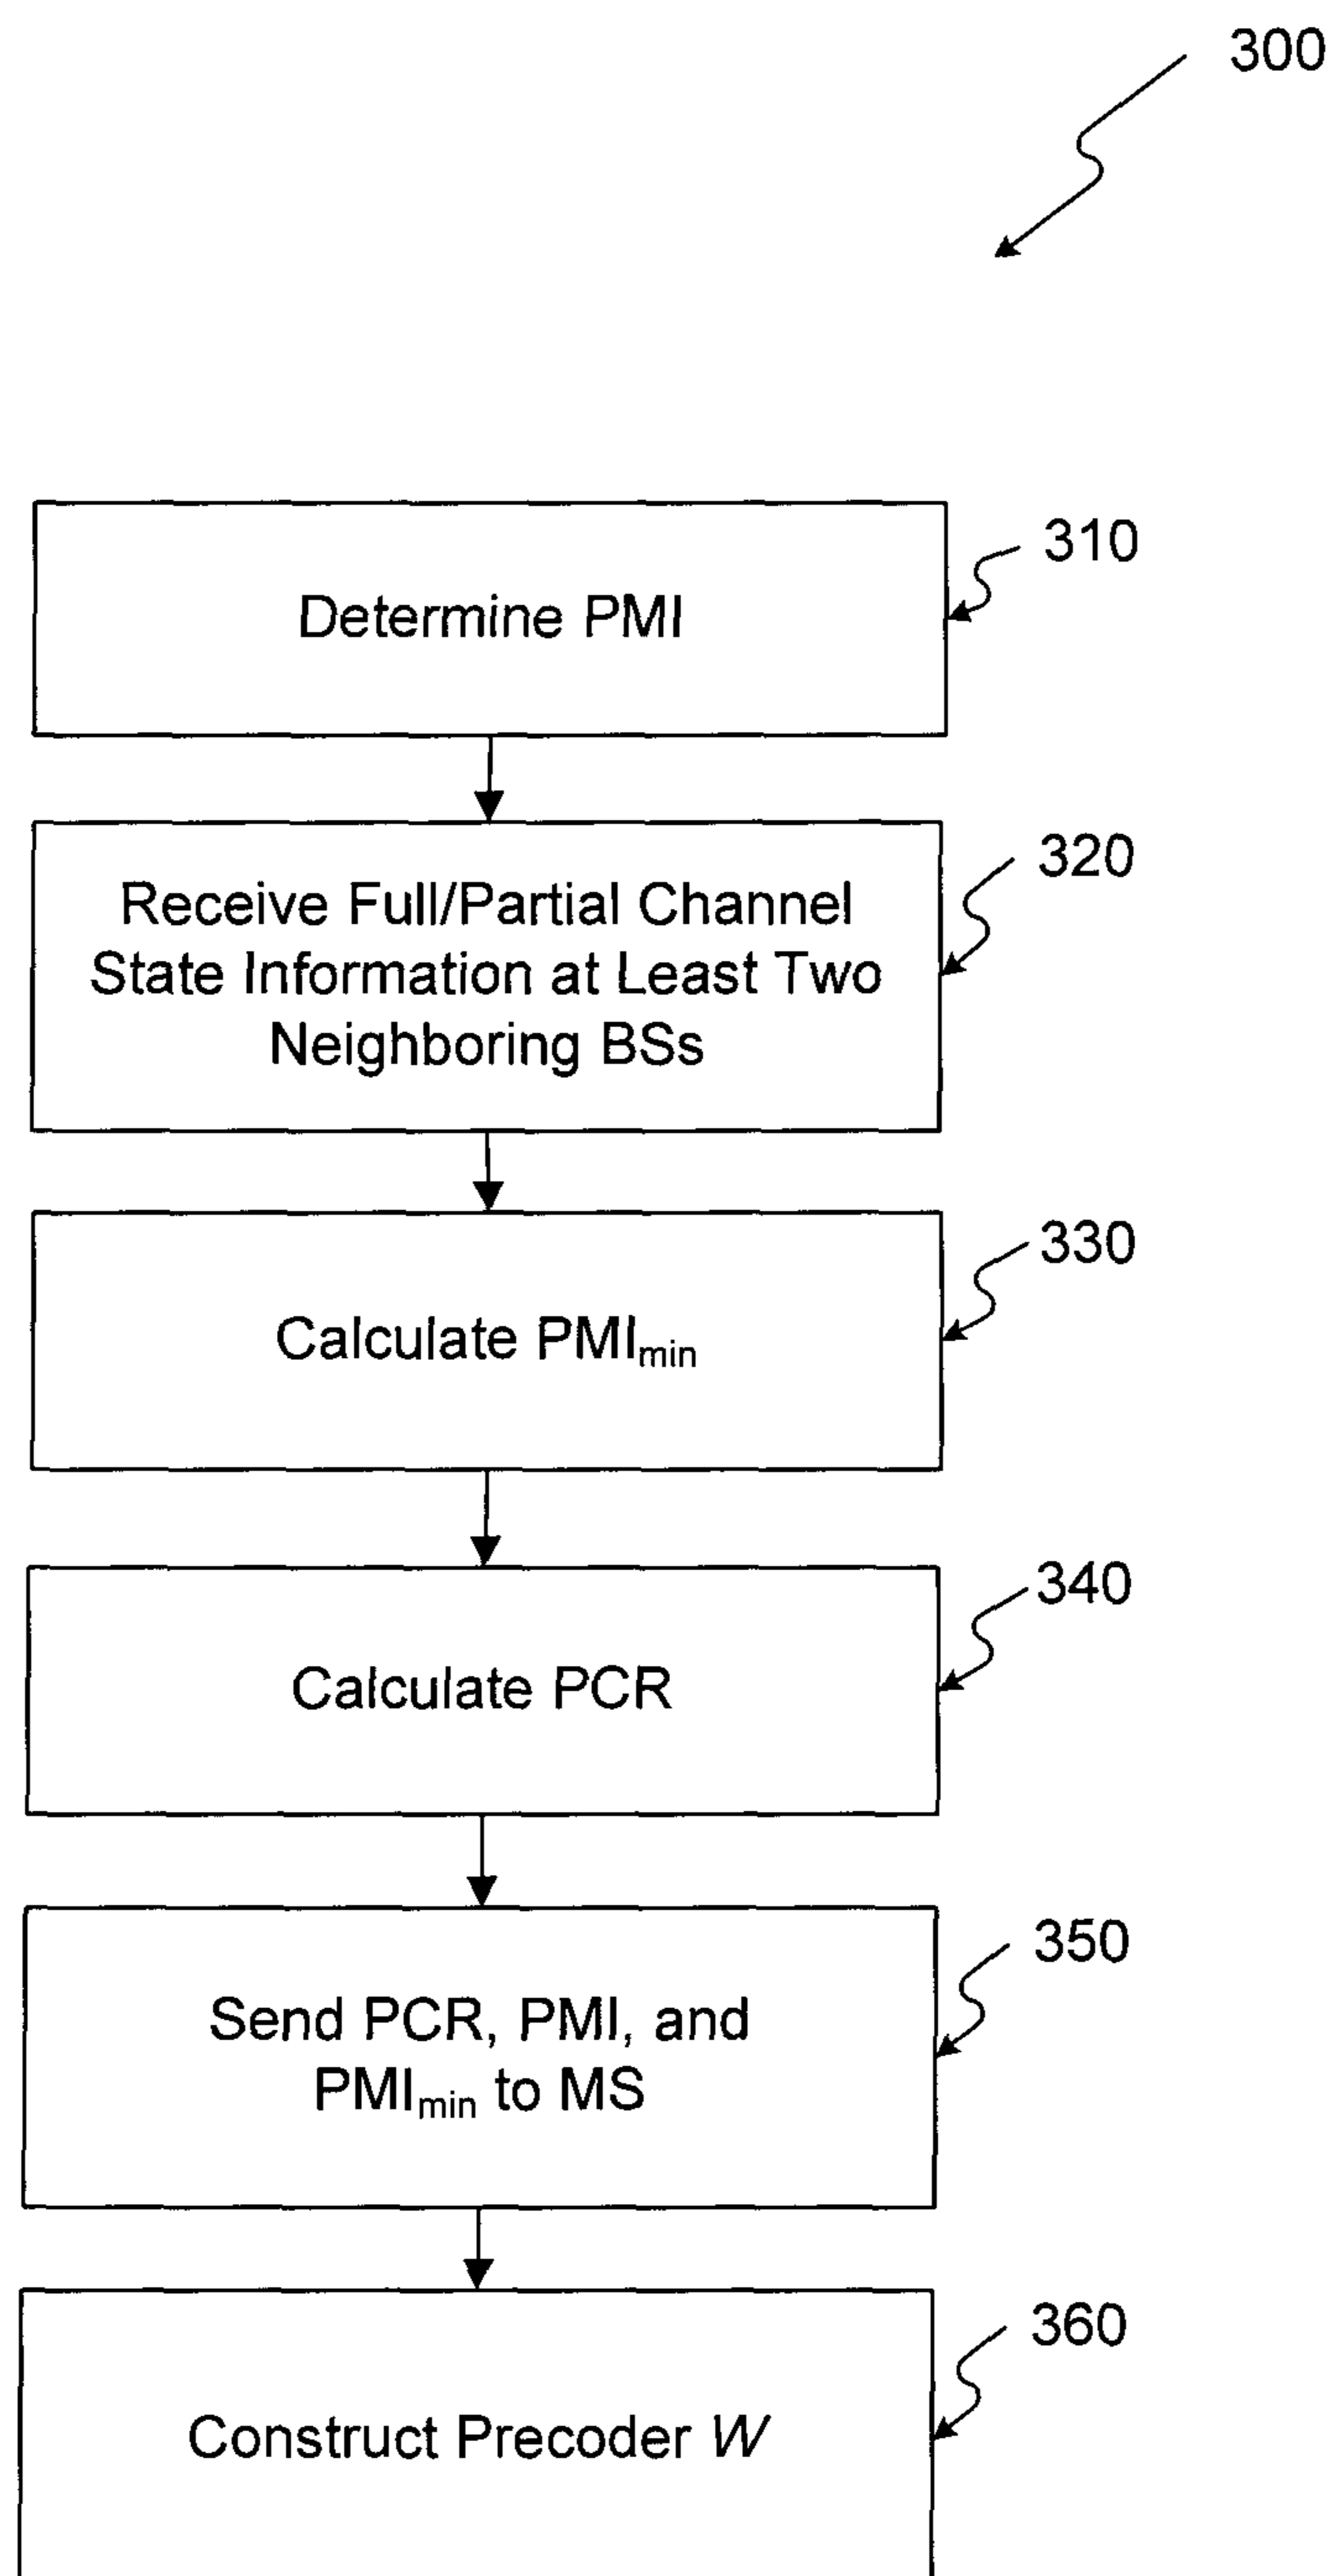 300
310
Determine PMI
320
Receive Full/Partial Channel
State Information at Least Two
Neighboring BSs
330
Calculate PMImin
340
Calculate PCR
350
Send PCR, PMI, and
PMImin to MS
360
Construct Precoder W